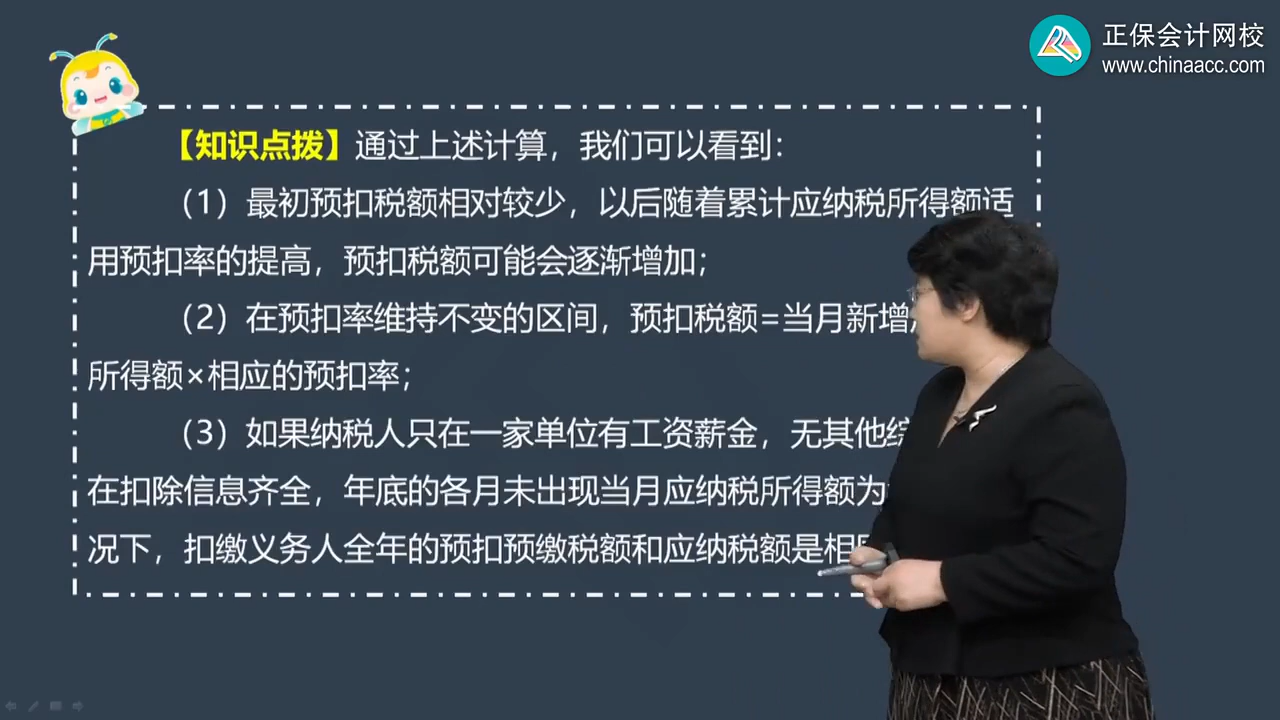 正保会计网校
www.chinaacc.com
【知识点拨】通过上述计算，我们可以看到：
（1）最初预扣税额相对较少，以后随着累计应纳税所得额适
用预扣率的提高，预扣税额可能会逐渐增加；
（2）在预扣率维持不变的区间，预扣税额=当月新增
所得额×相应的预扣率；
（3）如果纳税人只在一家单位有工资薪金，无其他综
在扣除信息齐全，年底的各月未出现当月应纳税所得额为
况下，扣缴义务人全年的预扣预缴税额和应纳税额是相